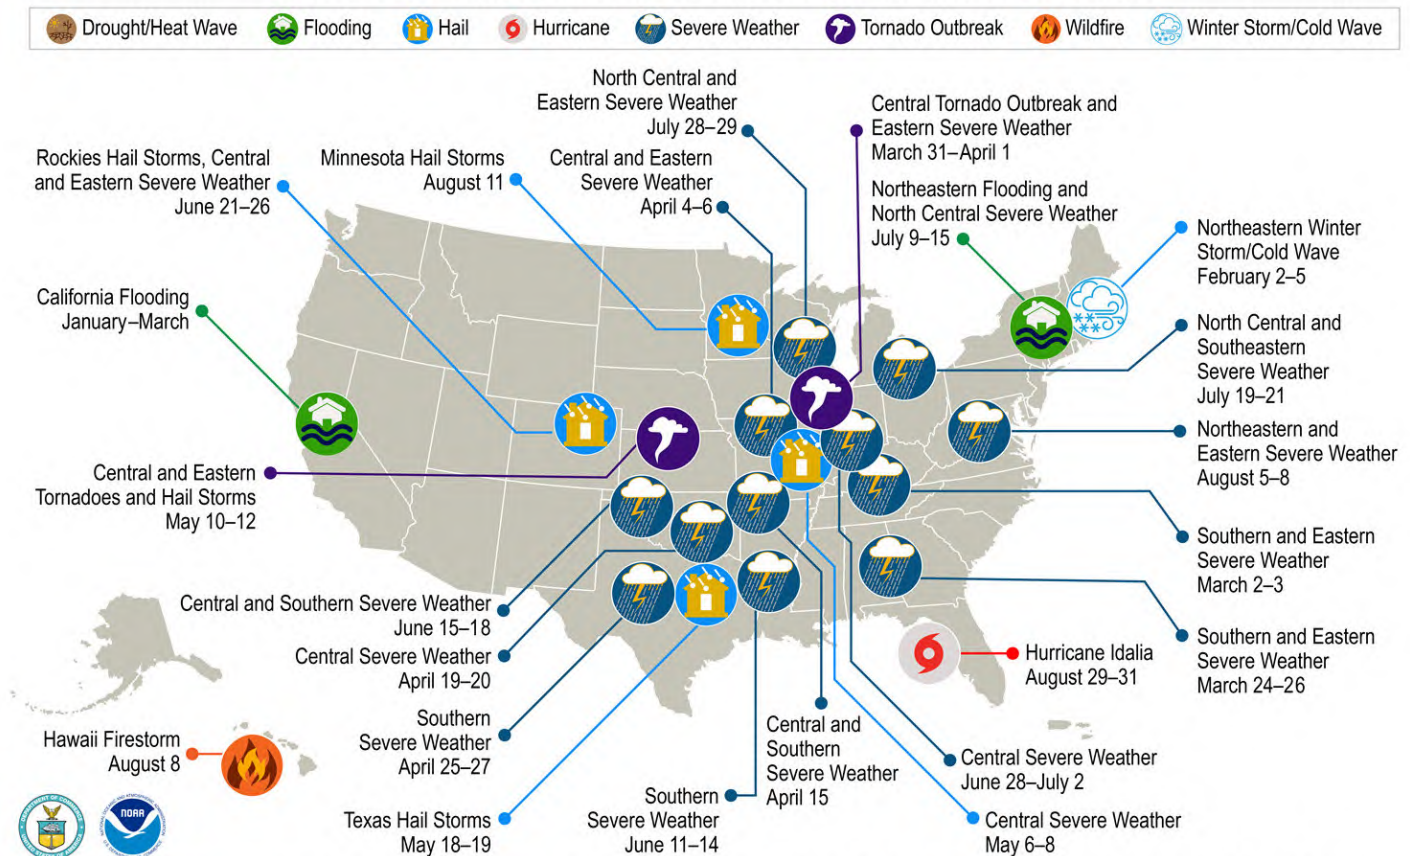 Drought/Heat Wave
Flooding
Hail
Hurricane
Severe Weather
Tornado Outbreak
Wildfire
Winter Storm/Cold Wave
North Central and
Eastern Severe Weather
July 28–29
Central Tornado Outbreak and
Eastern Severe Weather
March 31–April 1
Rockies Hail Storms, Central
and Eastern Severe Weather
June 21–26
Minnesota Hail Storms
August 11
Central and Eastern
Severe Weather
April 4–6
Northeastern Flooding and
North Central Severe Weather
July 9–15
Northeastern Winter
Storm/Cold Wave
February 2–5
California Flooding
January–March
North Central and
Southeastern
Severe Weather
July 19–21
Northeastern and
Eastern Severe Weather
August 5–8
Central and Eastern
Tornadoes and Hail Storms
May 10–12
Southern and Eastern
Severe Weather
March 2–3
Central and Southern Severe Weather
June 15–18
Southern and Eastern
Severe Weather
March 24–26
Central Severe Weather
April 19–20
Hurricane Idalia
August 29–31
Southern
Severe Weather
April 25–27
Central and
Southern
Severe Weather
April 15
Hawaii Firestorm
August 8
Central Severe Weather
June 28–July 2
Southern
Severe Weather
June 11–14
Texas Hail Storms
May 18–19
Central Severe Weather
May 6–8
DEPARTMENT OF COMMERCE
UNITED STATES OF AMERICA
NOAA